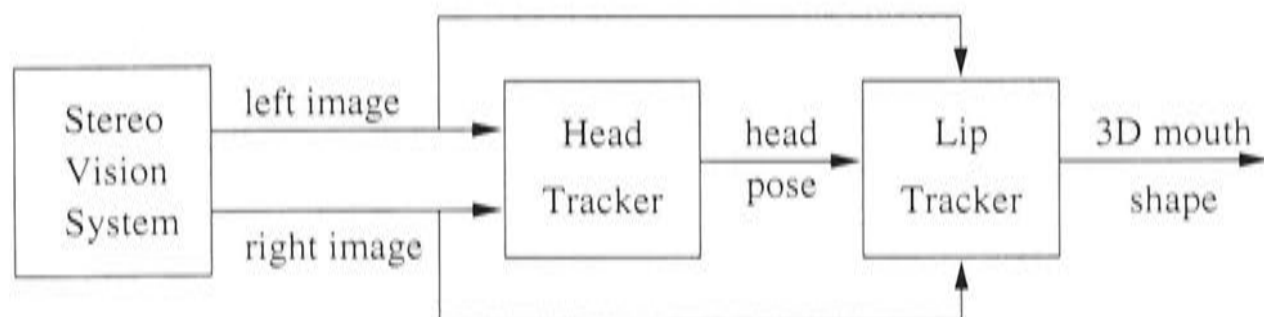 Stereo
Vision
System
left image
right image
Head
Tracker
head
pose
Lip
Tracker
3D mouth
shape